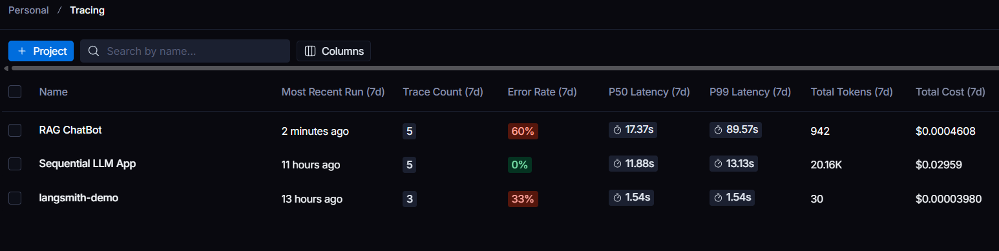 Personal / Tracing
+ Project Search by name... Columns
Name Most Recent Run (7d) Trace Count (7d) Error Rate (7d) P50 Latency (7d) P99 Latency (7d) Total Tokens (7d) Total Cost (7d)
RAG ChatBot 2 minutes ago 5 60% 17.37s 89.57s 942 $0.0004608
Sequential LLM App 11 hours ago 5 0% 11.88s 13.13s 20.16K $0.02959
langsmith-demo 13 hours ago 3 33% 1.54s 1.54s 30 $0.00003980